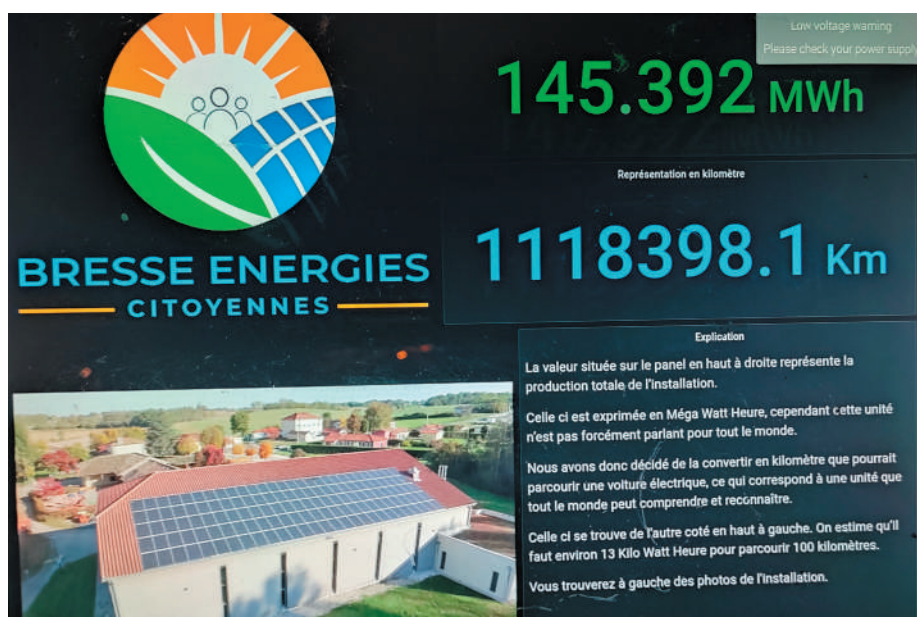 Low voltage warning
Please check your power supply
145.392 MWh
Représentation en kilomètre
1118398.1 Km
BRESSE ENERGIES
CITOYENNES
Explication
La valeur située sur le panel en haut à droite représente la
production totale de l'installation.
Celle ci est exprimée en Méga Watt Heure, cependant cette unité
n'est pas forcément parlant pour tout le monde.
Nous avons donc décidé de la convertir en kilomètre que pourrait
parcourir une voiture électrique, ce qui correspond à une unité que
tout le monde peut comprendre et reconnaître.
Celle ci se trouve de l'autre coté en haut à gauche. On estime qu'il
faut environ 13 Kilo Watt Heure pour parcourir 100 kilomètres.
Vous trouverez à gauche des photos de l'installation.